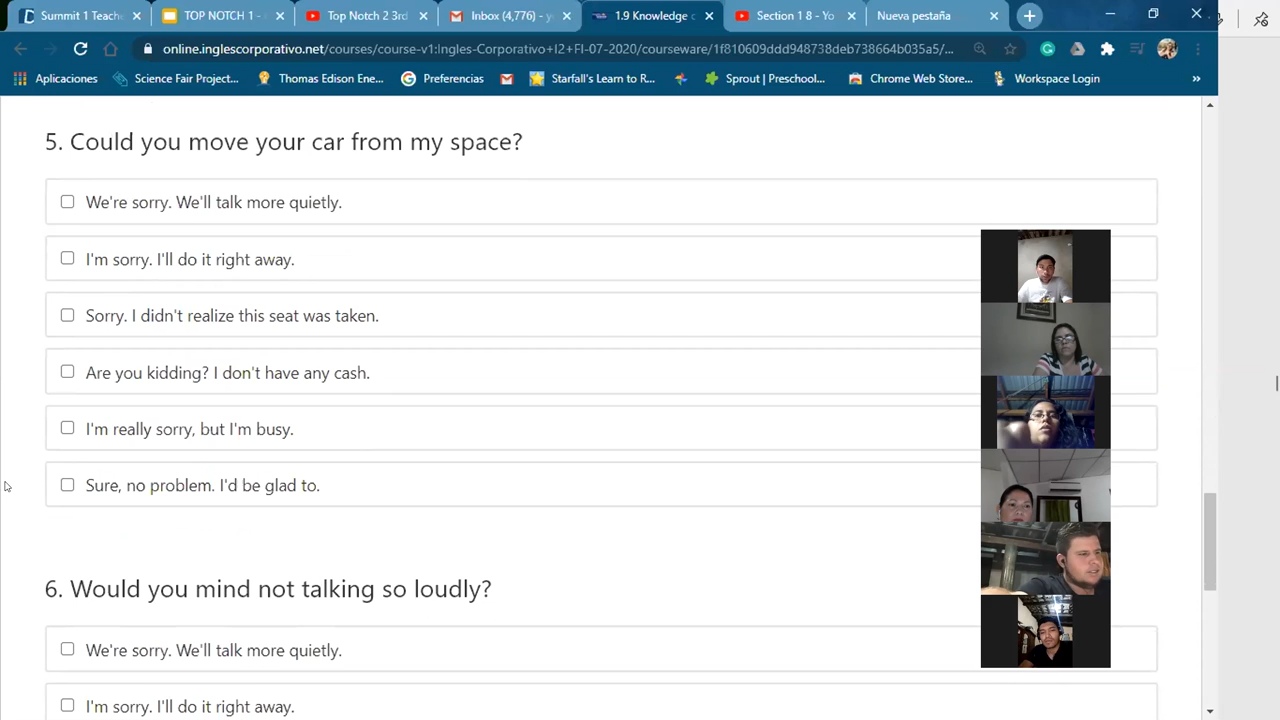 Summit 1 Teache
TOP NOTCH 1 -
Top Notch 2 3rd
Inbox (4,776) - y
1.9 Knowledge c
Section 1 8 - Yo
Nueva pestaña
online.inglescorporativo.net/courses/course-v1:Ingles-Corporativo+I2+FI-07-2020/courseware/1f810609ddd948738deb738664b035a5/...
Aplicaciones
Science Fair Project...
Thomas Edison Ene...
Preferencias
Starfall's Learn to R...
Sprout | Preschool...
Chrome Web Store...
Workspace Login
»
5. Could you move your car from my space?
We're sorry. We'll talk more quietly.
I'm sorry. I'll do it right away.
Sorry. I didn't realize this seat was taken.
Are you kidding? I don't have any cash.
I'm really sorry, but I'm busy.
Sure, no problem. I'd be glad to.
6. Would you mind not talking so loudly?
We're sorry. We'll talk more quietly.
I'm sorry. I'll do it right away.